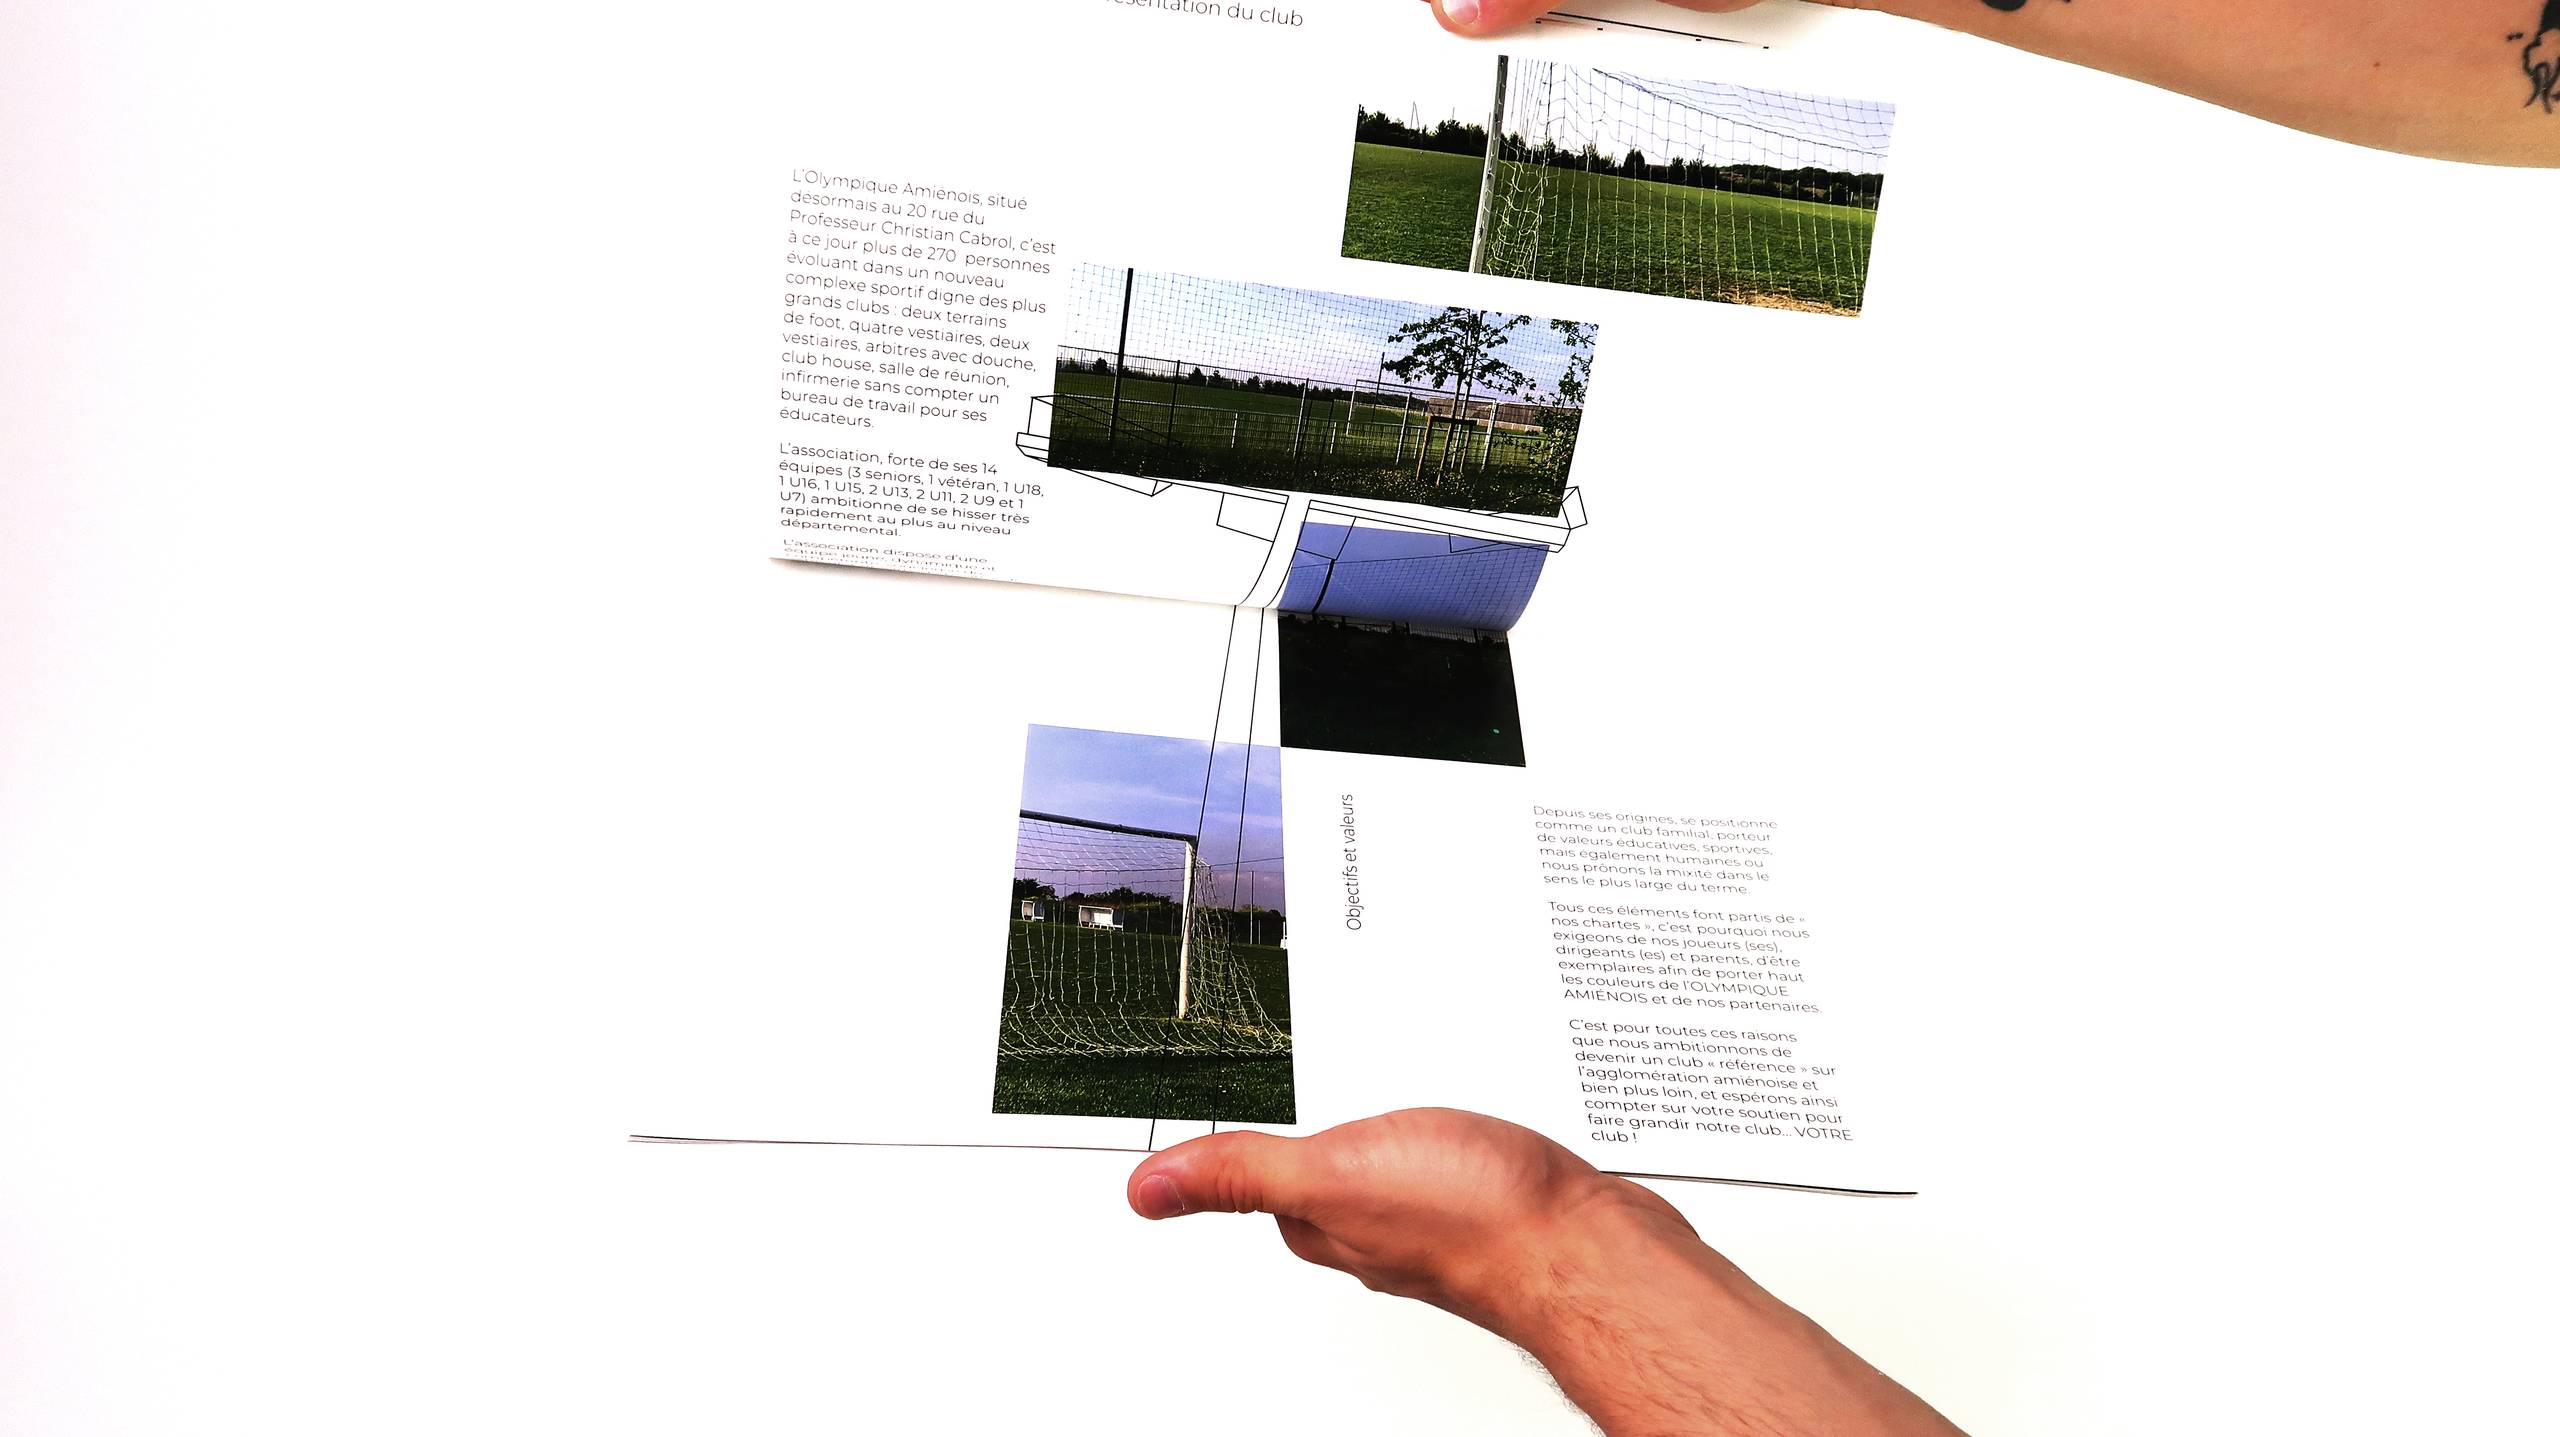 du club
L'Olympique Amiénois, situé
désormais au 20 rue du
Professeur Christian Cabrol, c'est
à ce jour plus de 270 personnes
évoluant dans un nouveau
complexe sportif digne des plus
grands clubs : deux terrains
de foot, quatre vestiaires, deux
vestiaires, arbitres avec douche,
club house, salle de réunion,
infirmerie sans compter un
bureau de travail pour ses
éducateurs.
L'association, forte de ses 14
équipes (3 seniors, 1 vétéran, 1 U18,
1 U16, 1 U15, 2 U13, 2 U11, 2 U9 et 1
U7) ambitionne de se hisser très
rapidement au plus au niveau
départemental.
L'association dispose d'une
équipe jeune, dynamique et
Objectifs et valeurs
Depuis ses origines, se positionne
comme un club familial, porteur
de valeurs éducatives, sportives,
mais également humaines ou
nous prônons la mixité dans le
sens le plus large du terme.
Tous ces éléments font partis de «
nos chartes », c'est pourquoi nous
exigeons de nos joueurs (ses),
dirigeants (es) et parents, d'être
exemplaires afin de porter haut
les couleurs de l'OLYMPIQUE
AMIÉNOIS et de nos partenaires.
C'est pour toutes ces raisons
que nous ambitionnons de
devenir un club « référence » sur
l'agglomération amiénoise et
bien plus loin, et espérons ainsi
compter sur votre soutien pour
faire grandir notre club... VOTRE
club !